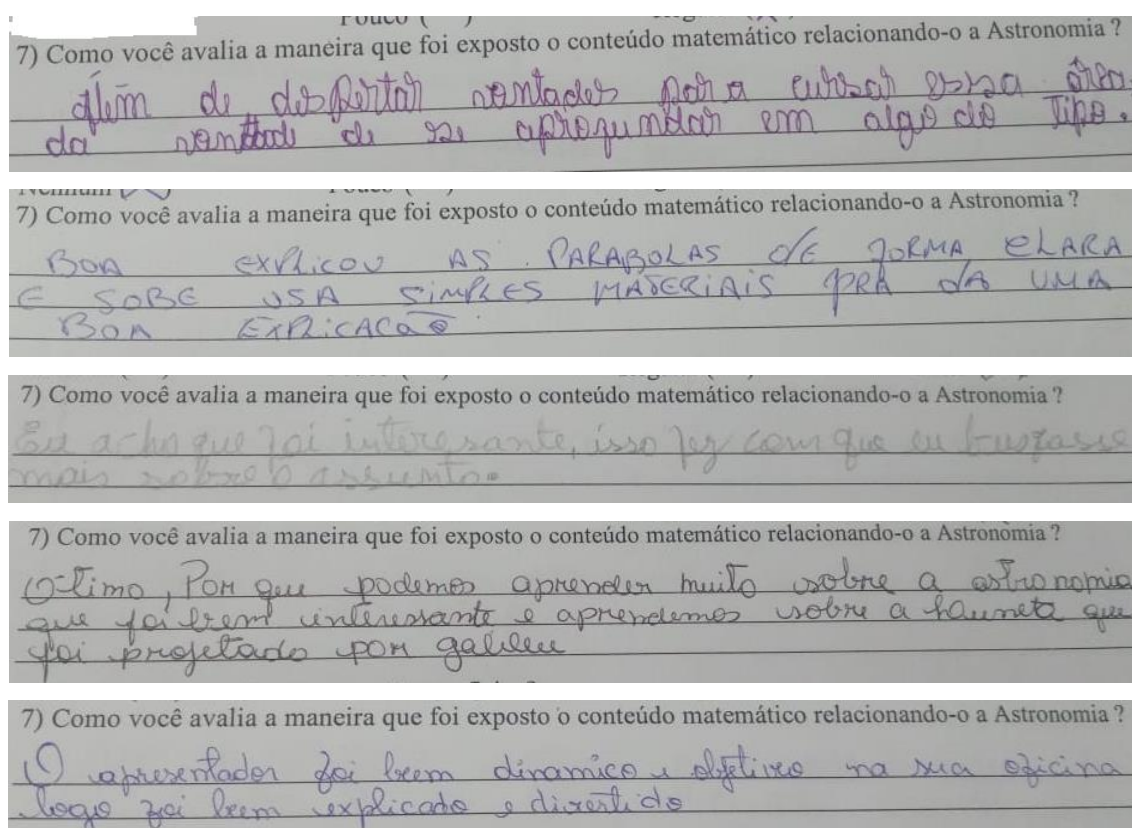 Pouco ( )
7) Como você avalia a maneira que foi exposto o conteúdo matemático relacionando-o a Astronomia ?
Além de despertar vontades para cursar essa área
da vontade de se aprofundar em algo do tipo.
Nenhum
Pouco ( )
7) Como você avalia a maneira que foi exposto o conteúdo matemático relacionando-o a Astronomia ?
BOA EXPLICOU AS PARABOLAS DE FORMA CLARA
E SOBE USA SIMPLES MATERIAIS PRA DA UMA
BOA EXPLICACAO
7) Como você avalia a maneira que foi exposto o conteúdo matemático relacionando-o a Astronomia ?
Eu acho que foi interesante, isso fez com que eu buscasse
mais sobre o assunto.
7) Como você avalia a maneira que foi exposto o conteúdo matemático relacionando-o a Astronomia ?
Otimo, Por que podemos aprender muito sobre a astronomia
que foi bem interessante e aprendemos sobre a launeta que
foi projetado por galileu
7) Como você avalia a maneira que foi exposto o conteúdo matemático relacionando-o a Astronomia ?
O apresentador foi bem dinamico e objetivo na sua oficina
logo foi bem explicado e divertido